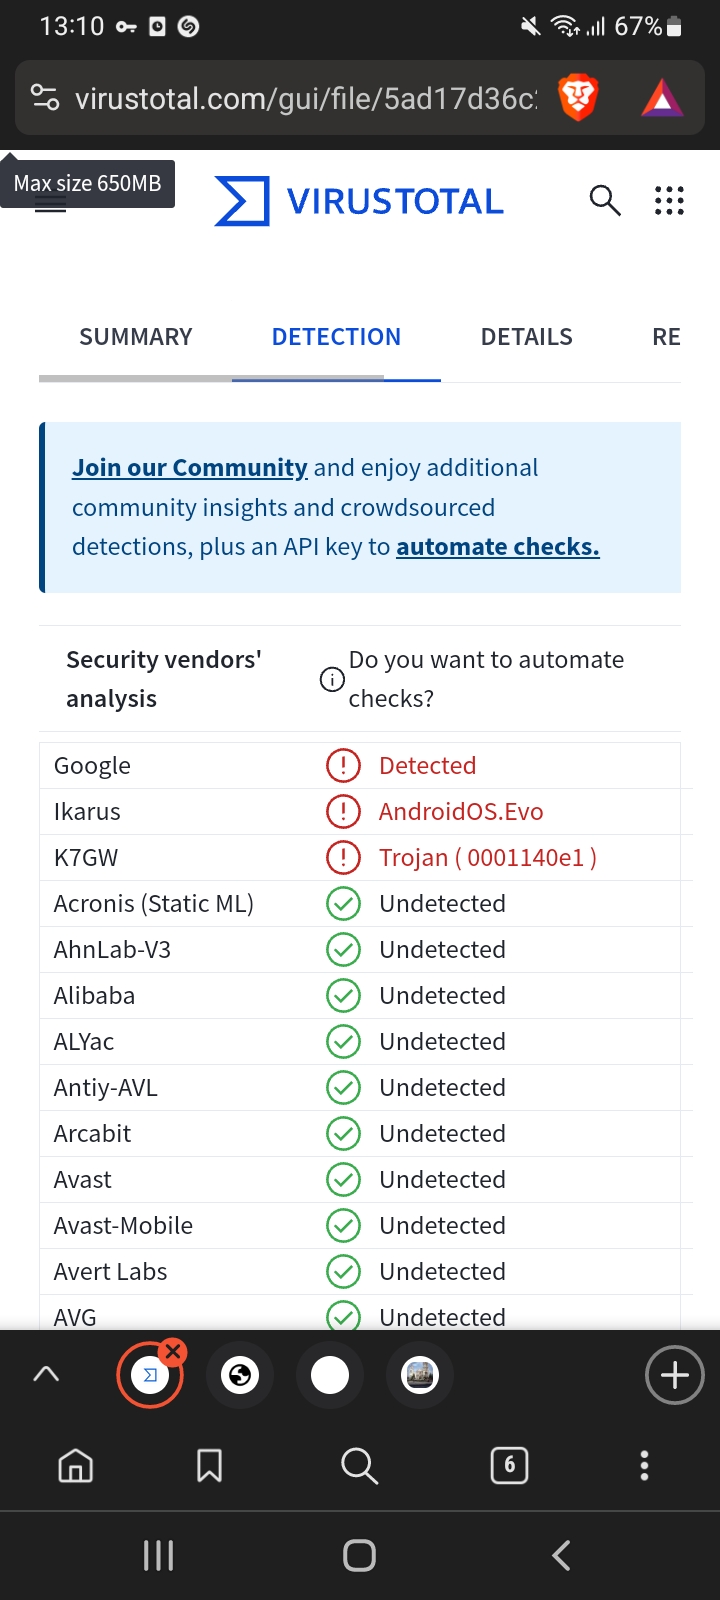 13:10
67%
virustotal.com/gui/file/5ad17d36c
Max size 650MB
VIRUSTOTAL
SUMMARY DETECTION DETAILS RE
Join our Community and enjoy additional
community insights and crowdsourced
detections, plus an API key to automate checks.
Security vendors'
analysis
Do you want to automate
checks?
Google Detected
Ikarus AndroidOS.Evo
K7GW Trojan ( 0001140e1 )
Acronis (Static ML) Undetected
AhnLab-V3 Undetected
Alibaba Undetected
ALYac Undetected
Antiy-AVL Undetected
Arcabit Undetected
Avast Undetected
Avast-Mobile Undetected
Avert Labs Undetected
AVG Undetected
6